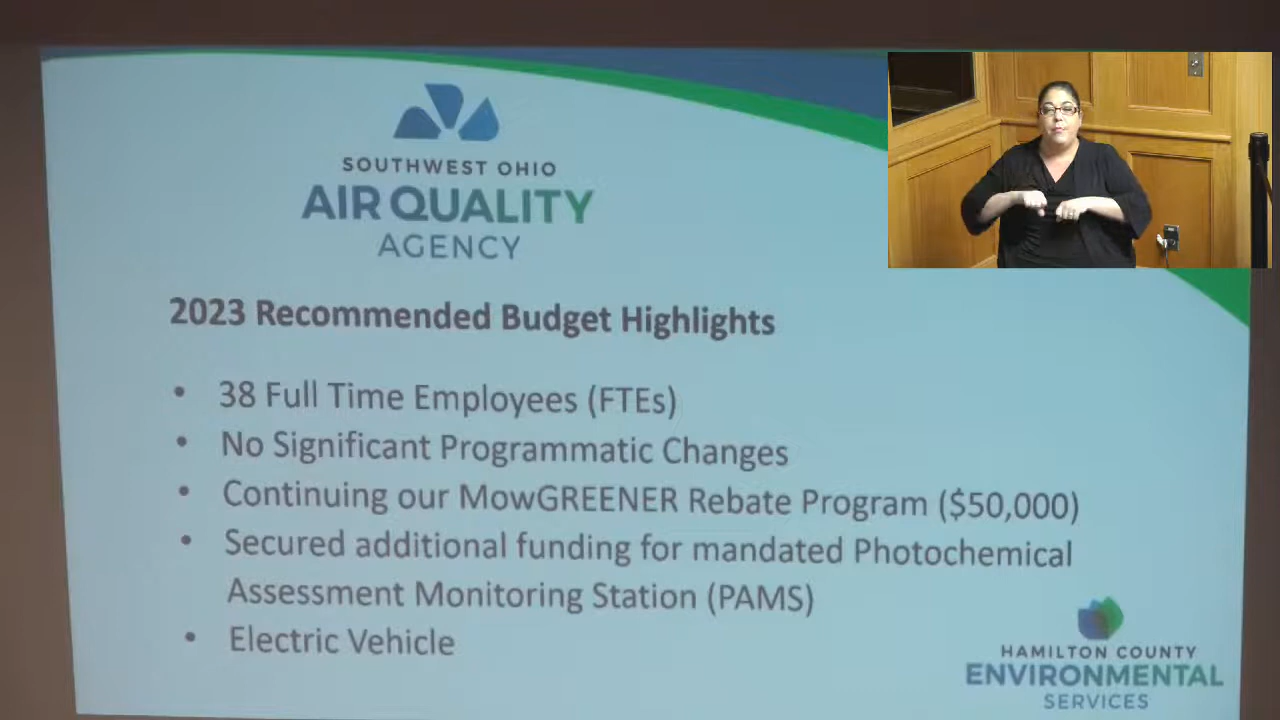 SOUTHWEST OHIO
AIR QUALITY
AGENCY
2023 Recommended Budget Highlights
• 38 Full Time Employees (FTEs)
• No Significant Programmatic Changes
• Continuing our MowGREENER Rebate Program ($50,000)
• Secured additional funding for mandated Photochemical
Assessment Monitoring Station (PAMS)
• Electric Vehicle
HAMILTON COUNTY
ENVIRONMENTAL
SERVICES